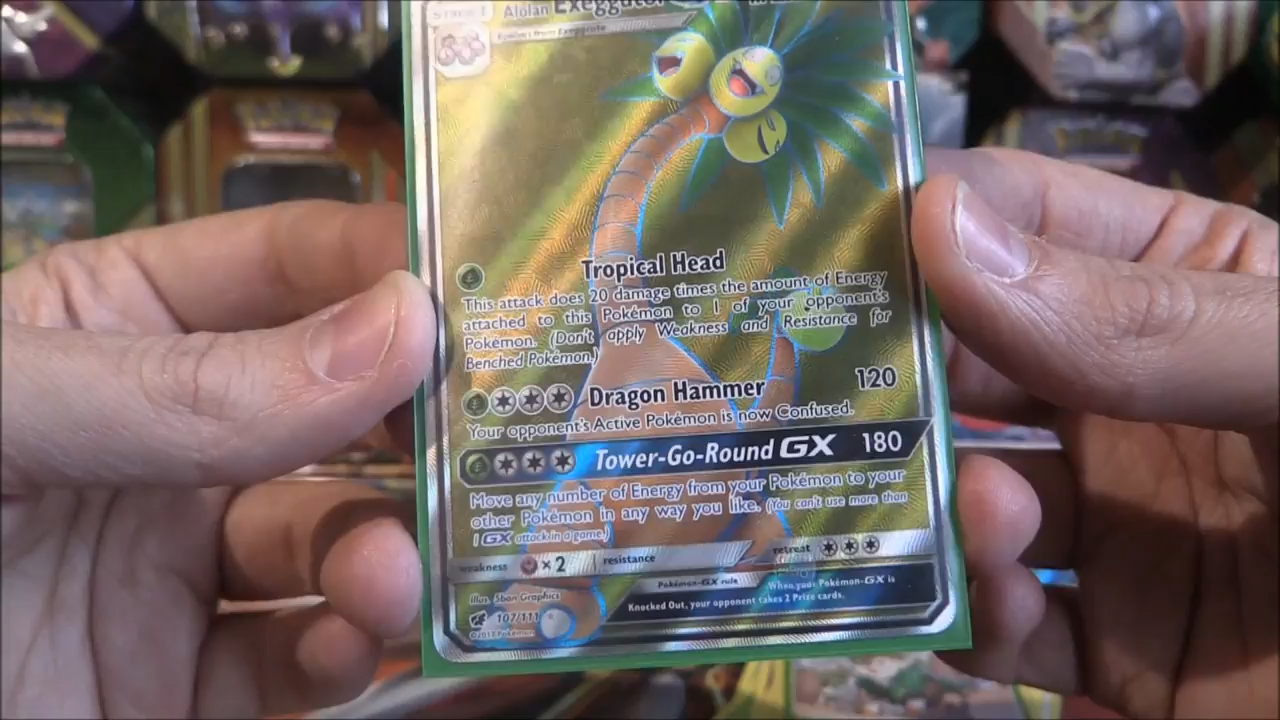 STAGE 1 Alolan Exeggutor
Tropical Head
This attack does 20 damage times the amount of Energy
attached to this Pokémon to 1 of your opponent's
Pokémon. (Don't apply Weakness and Resistance for
Benched Pokémon.)
Dragon Hammer 120
Your opponent's Active Pokémon is now Confused.
Tower-Go-Round GX 180
Move any number of Energy from your Pokémon to your
other Pokémon in any way you like. (You can't use more than
1 GX attack in a game.)
weakness ×2 resistance retreat
Pokémon-GX rule When your Pokémon-GX is
Knocked Out, your opponent takes 2 Prize cards.
Illus. 5ban Graphics
107/111
©2017 Pokémon